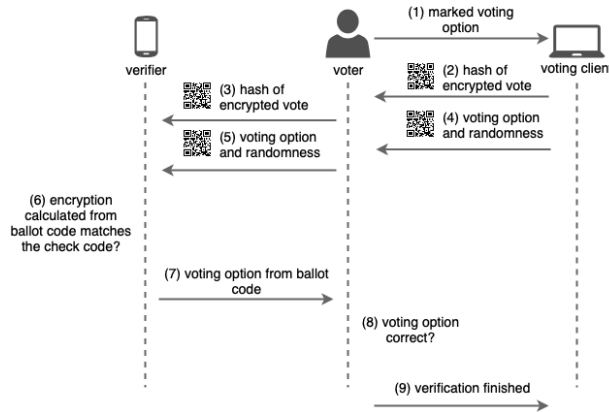 (1) marked voting
option
verifier
voter
voting client
(2) hash of
encrypted vote
(3) hash of
encrypted vote
(4) voting option
and randomness
(5) voting option
and randomness
(6) encryption
calculated from
ballot code matches
the check code?
(7) voting option from ballot
code
(8) voting option
correct?
(9) verification finished